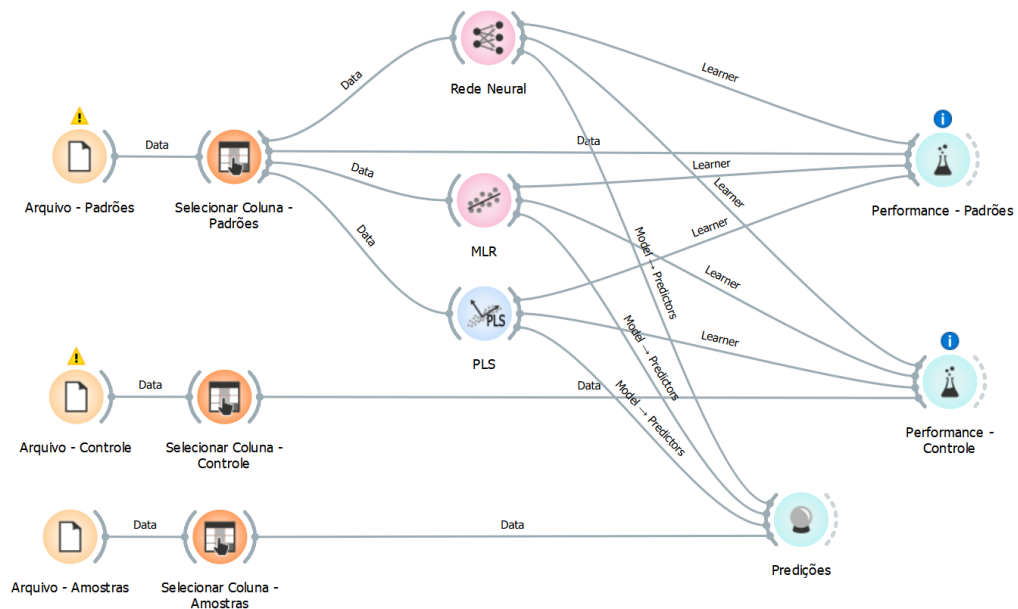 Data
Rede Neural
Learner
Data
Arquivo - Padrões
Selecionar Coluna -
Padrões
Data
Data
MLR
Learner
Learner
Performance - Padrões
Data
PLS
Learner
Model → Predictors
Learner
Learner
Model → Predictors
Model → Predictors
PLS
Arquivo - Controle
Data
Selecionar Coluna -
Controle
Data
Performance -
Controle
Arquivo - Amostras
Data
Selecionar Coluna -
Amostras
Data
Predições